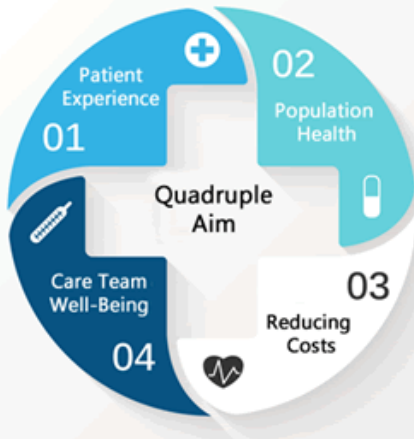 Patient
Experience
01
02
Population
Health
Quadruple
Aim
03
Reducing
Costs
Care Team
Well-Being
04